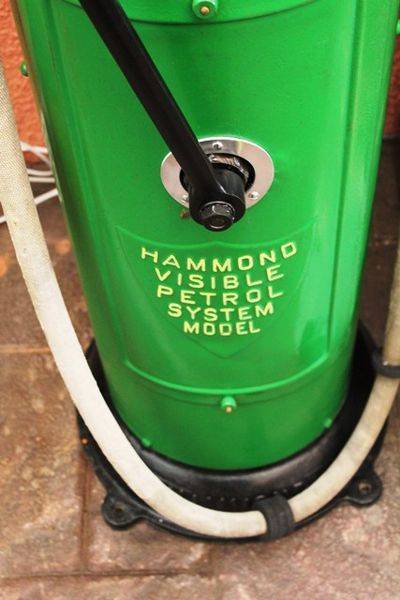 HAMMOND
VISIBLE
PETROL
SYSTEM
MODEL